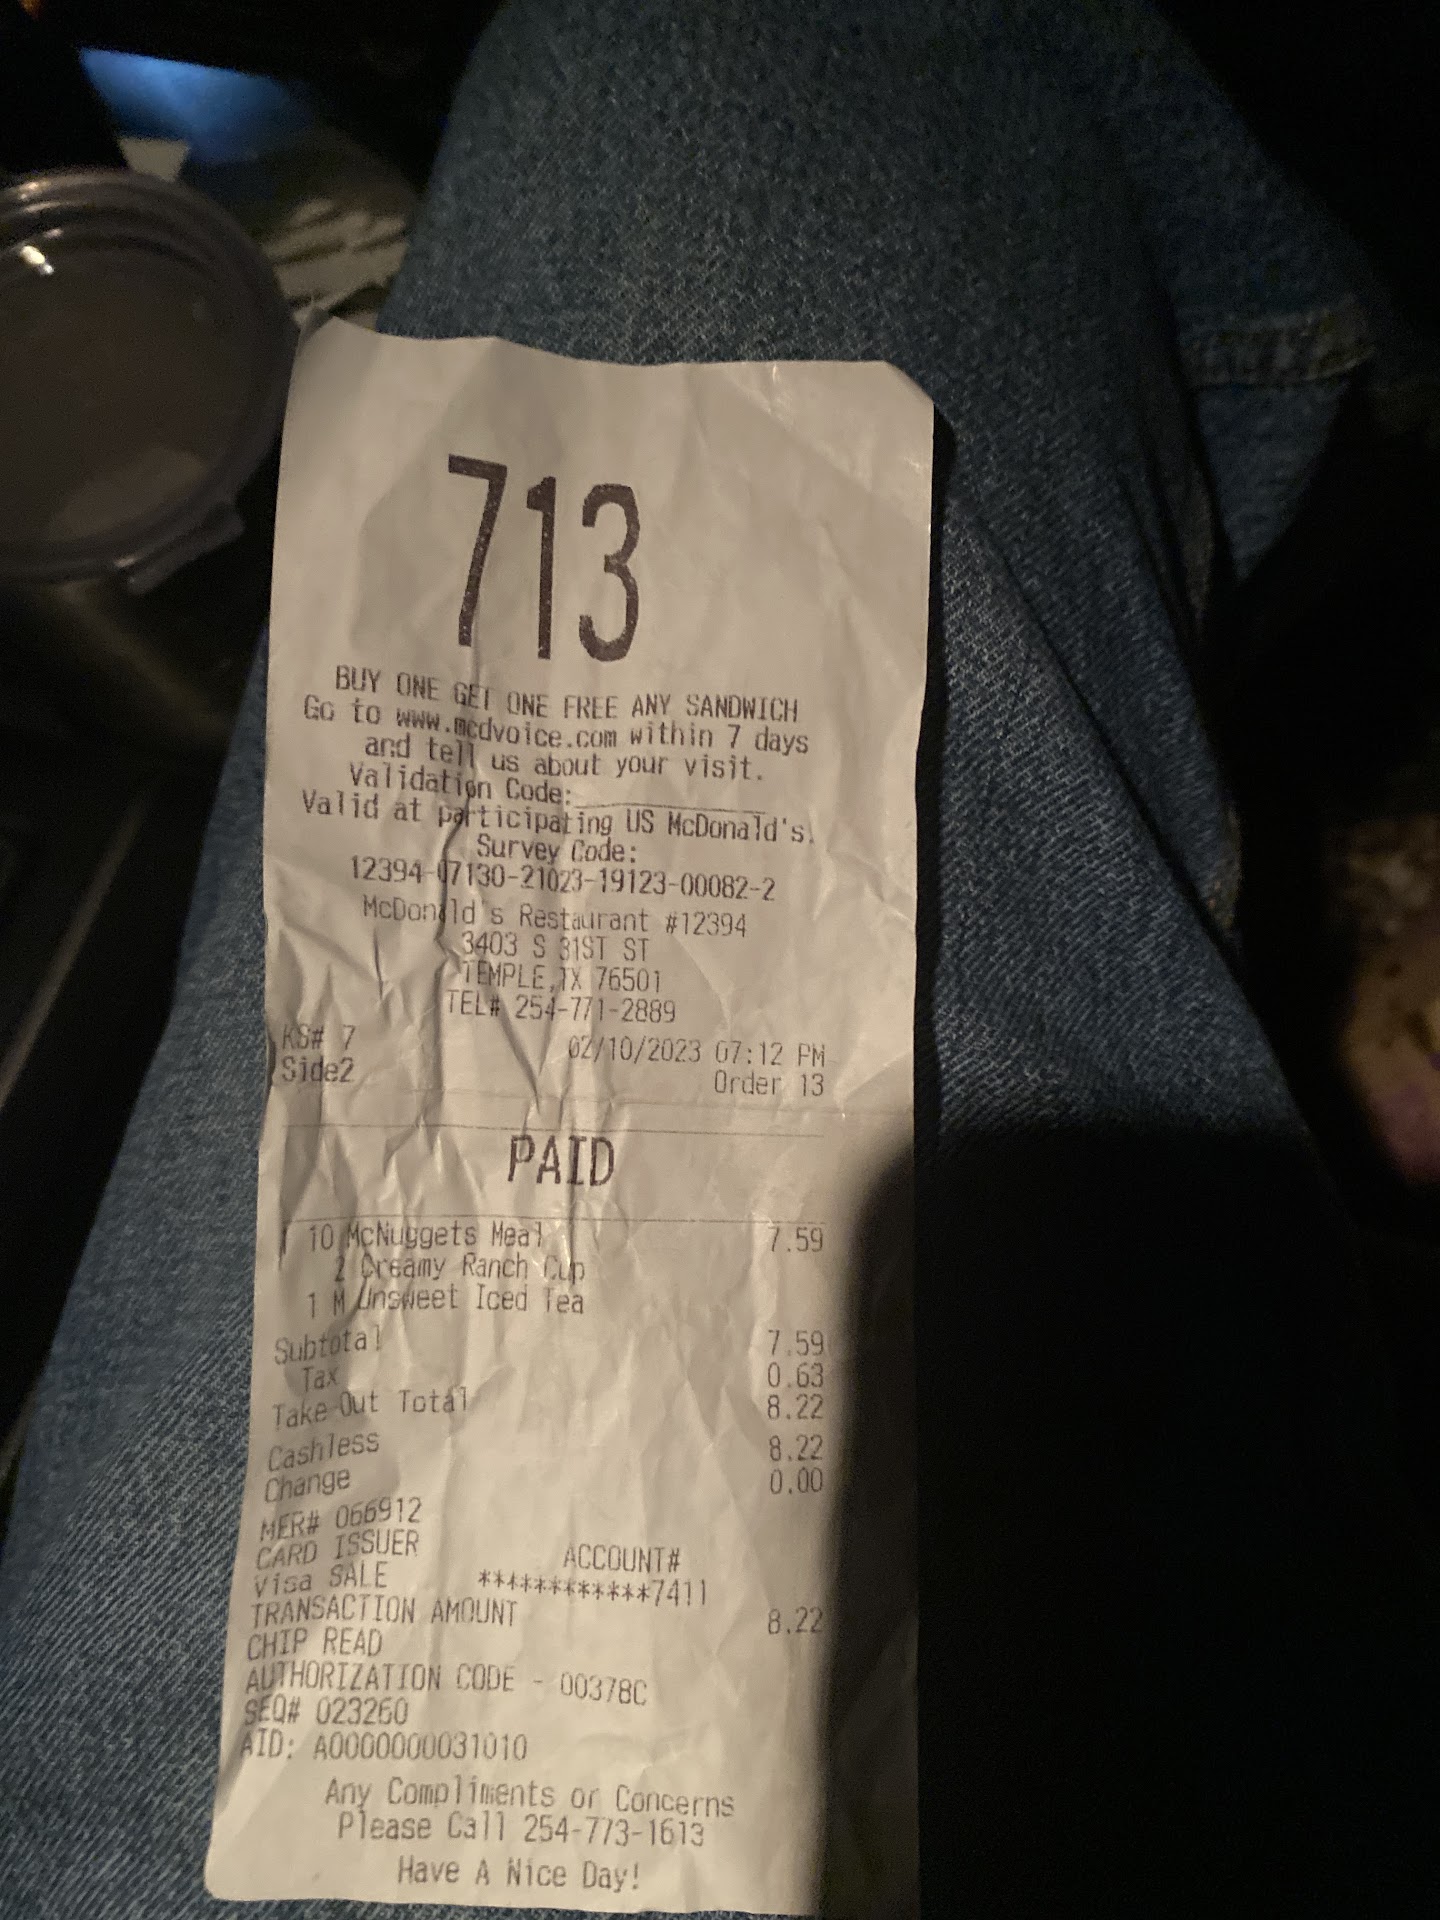 713
BUY ONE GET ONE FREE ANY SANDWICH
Go to www.mcdvoice.com within 7 days
and tell us about your visit.
Validation Code:____________
Valid at participating US McDonald's.
Survey Code:
12394-07130-21023-19123-00082-2
McDonald's Restaurant #12394
3403 S 31ST ST
TEMPLE,TX 76501
TEL# 254-771-2889
KS# 7 02/10/2023 07:12 PM
Side2 Order 13
PAID
1 10 McNuggets Meal 7.59
2 Creamy Ranch Cup
1 M Unsweet Iced Tea
Subtotal 7.59
Tax 0.63
Take-Out Total 8.22
Cashless 8.22
Change 0.00
MER# 066912
CARD ISSUER ACCOUNT#
Visa SALE ************7411
TRANSACTION AMOUNT 8.22
CHIP READ
AUTHORIZATION CODE - 00378C
SEQ# 023260
AID: A0000000031010
Any Compliments or Concerns
Please Call 254-773-1613
Have A Nice Day!